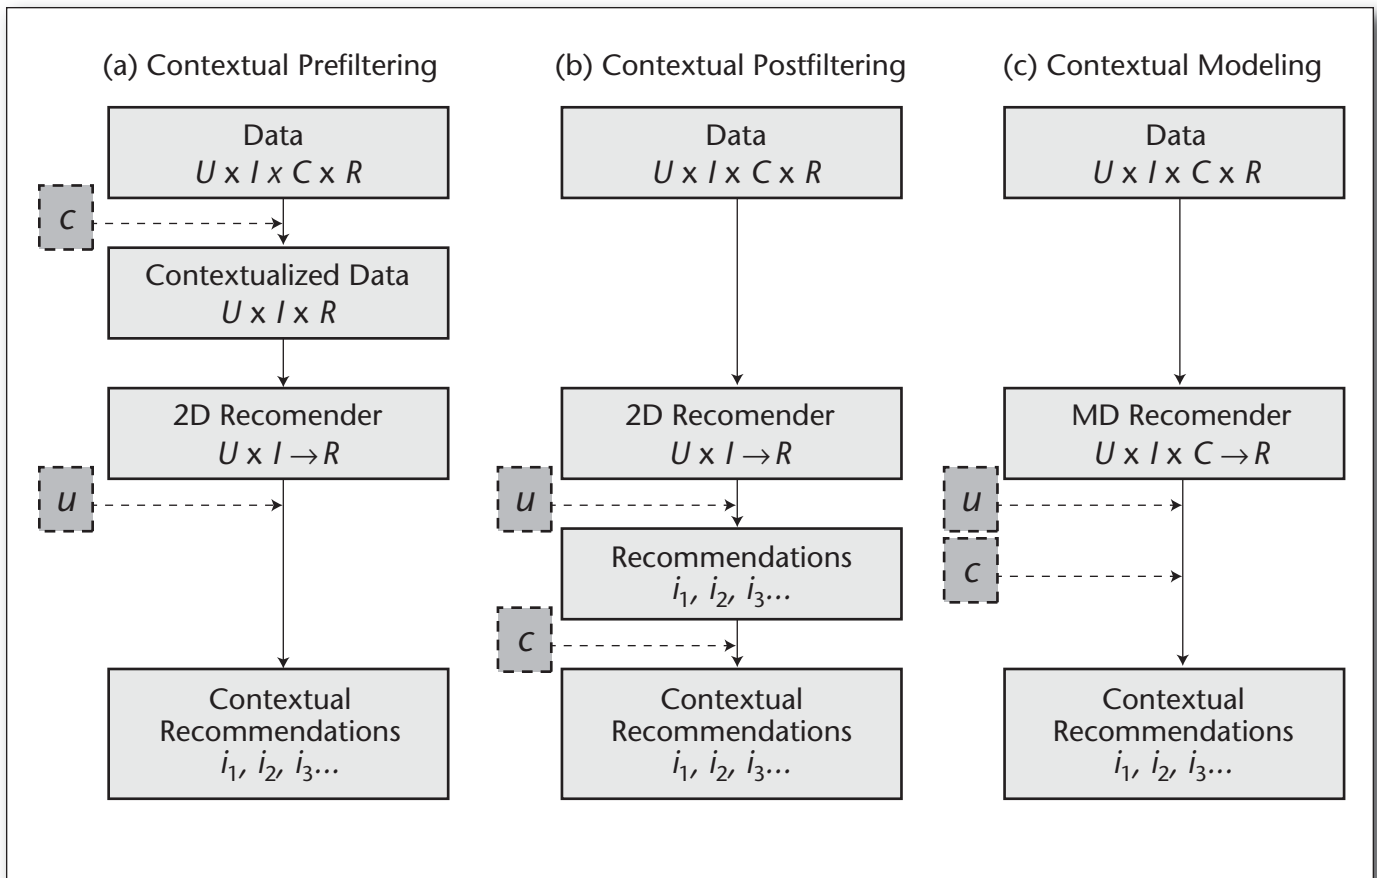 (a) Contextual Prefiltering
Data
U x I x C x R
c
Contextualized Data
U x I x R
2D Recomender
U x I → R
u
Contextual
Recommendations
i1, i2, i3...
(b) Contextual Postfiltering
Data
U x I x C x R
2D Recomender
U x I → R
u
Recommendations
i1, i2, i3...
c
Contextual
Recommendations
i1, i2, i3...
(c) Contextual Modeling
Data
U x I x C x R
MD Recomender
U x I x C → R
u
c
Contextual
Recommendations
i1, i2, i3...